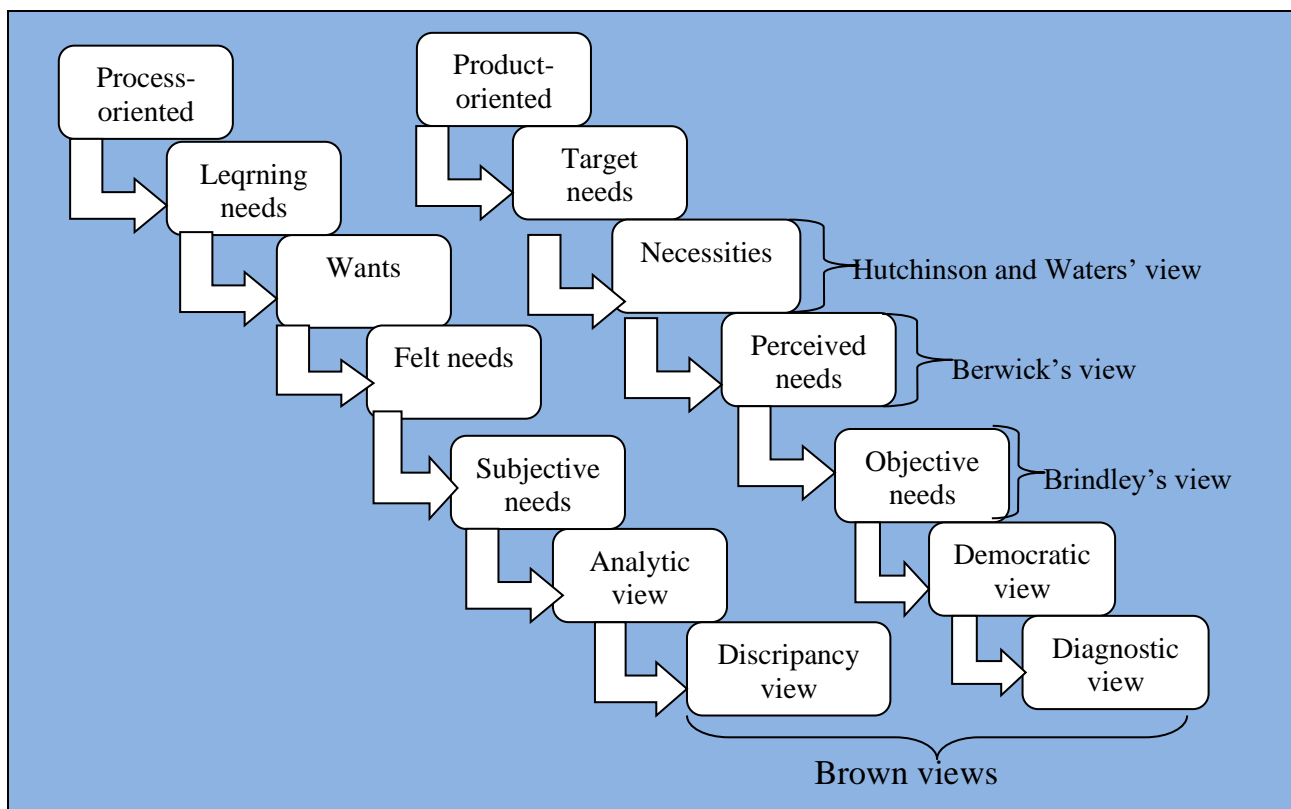 Process-
oriented
Product-
oriented
Leqrning
needs
Target
needs
Wants
Necessities
Hutchinson and Waters’ view
Felt needs
Perceived
needs
Berwick’s view
Subjective
needs
Objective
needs
Brindley’s view
Analytic
view
Democratic
view
Discripancy
view
Diagnostic
view
Brown views